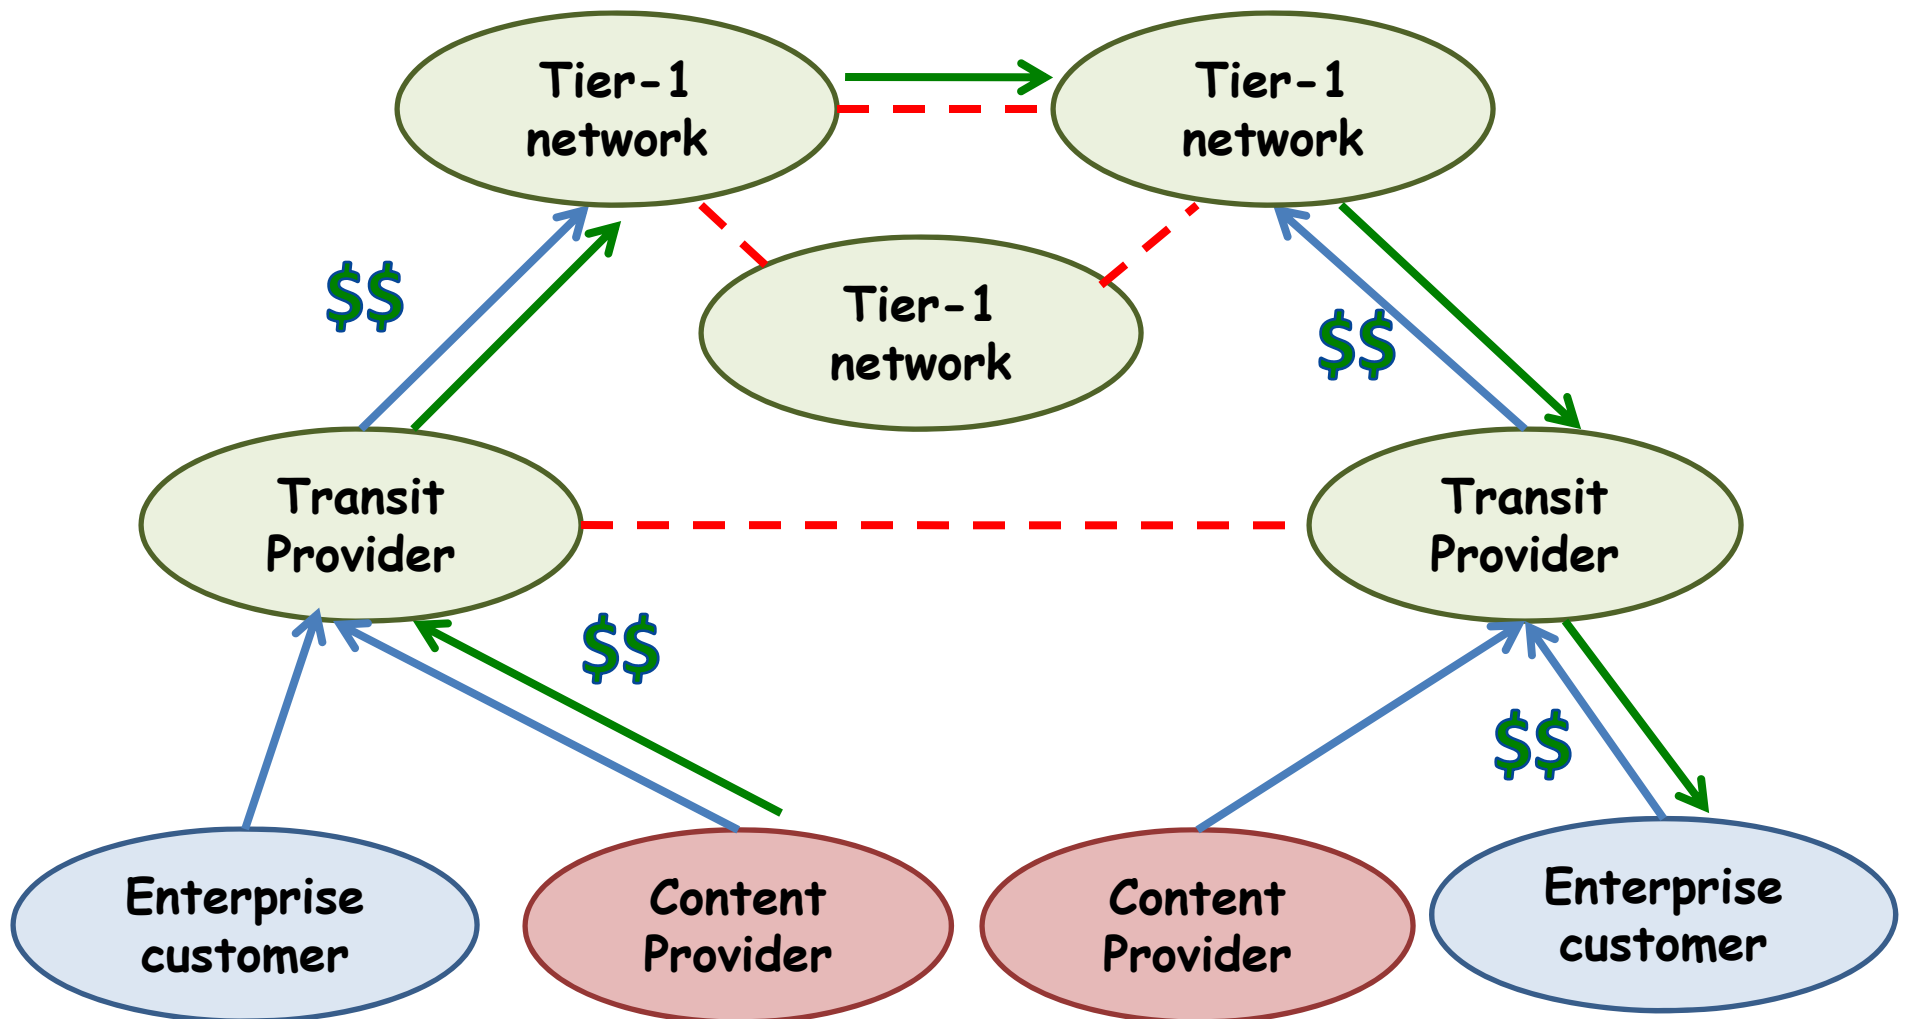 Tier-1
network
Tier-1
network
$$
Tier-1
network
$$
Transit
Provider
Transit
Provider
$$
$$
Enterprise
customer
Content
Provider
Content
Provider
Enterprise
customer